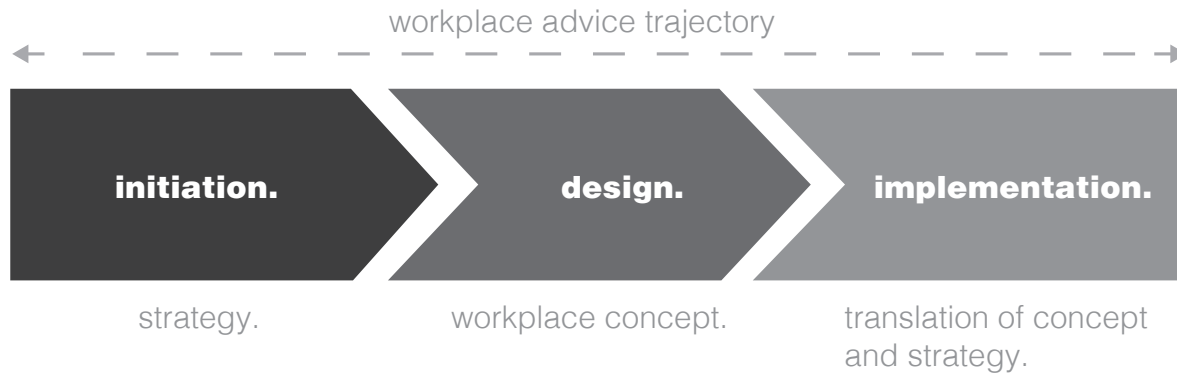 workplace advice trajectory
initiation.
design.
implementation.
strategy.
workplace concept.
translation of concept
and strategy.